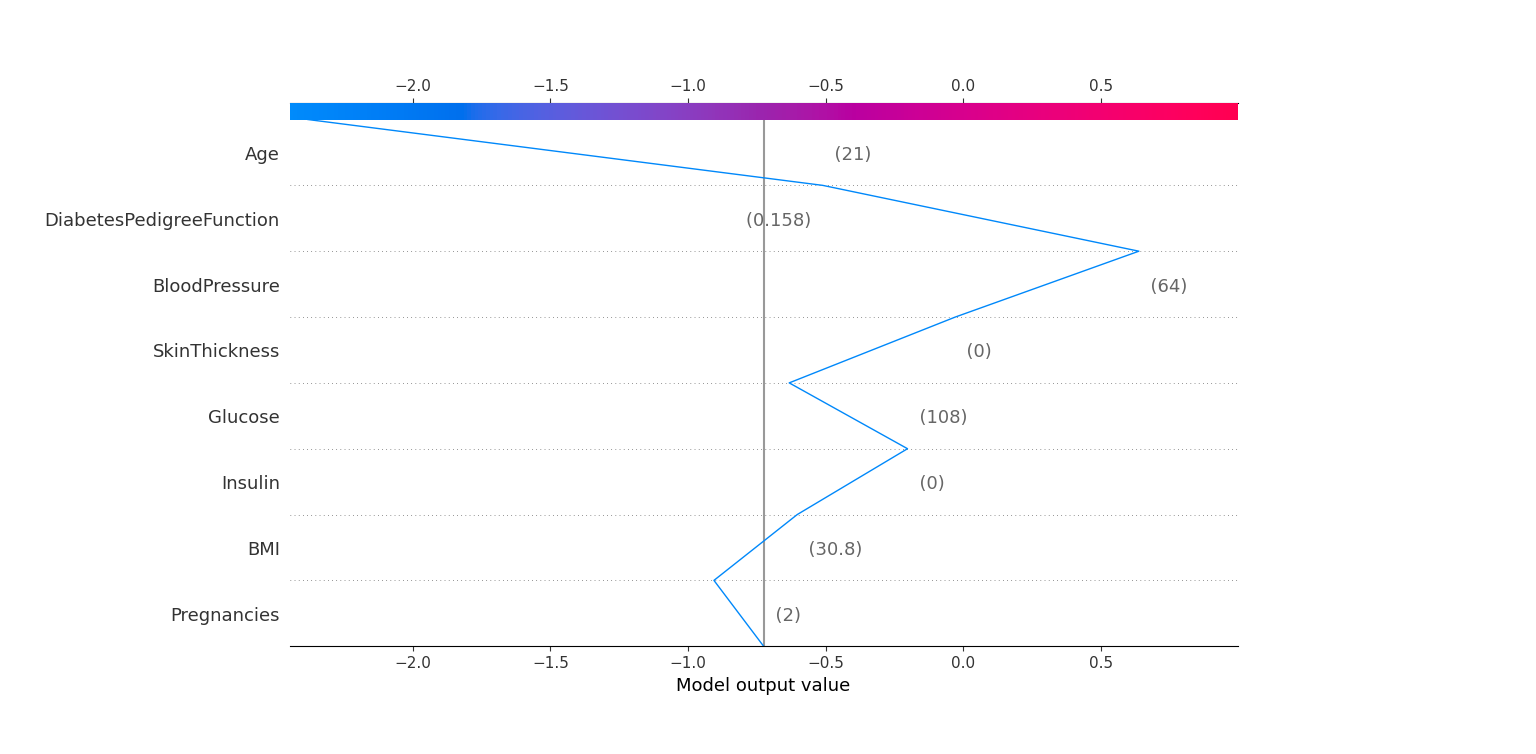 −2.0 −1.5 −1.0 −0.5 0.0 0.5
Age (21)
DiabetesPedigreeFunction (0.158)
BloodPressure (64)
SkinThickness (0)
Glucose (108)
Insulin (0)
BMI (30.8)
Pregnancies (2)
−2.0 −1.5 −1.0 −0.5 0.0 0.5
Model output value